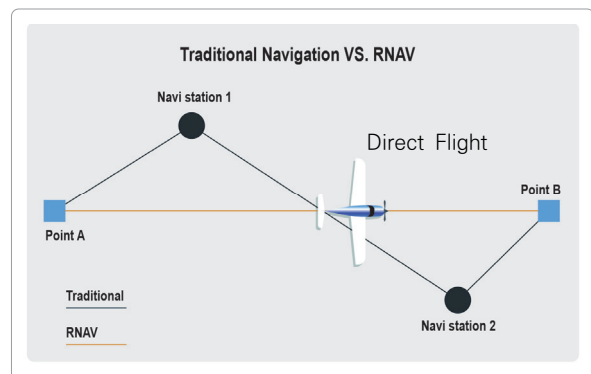 Traditional Navigation VS. RNAV
Navi station 1
Direct Flight
Point B
Point A
Traditional
RNAV
Navi station 2